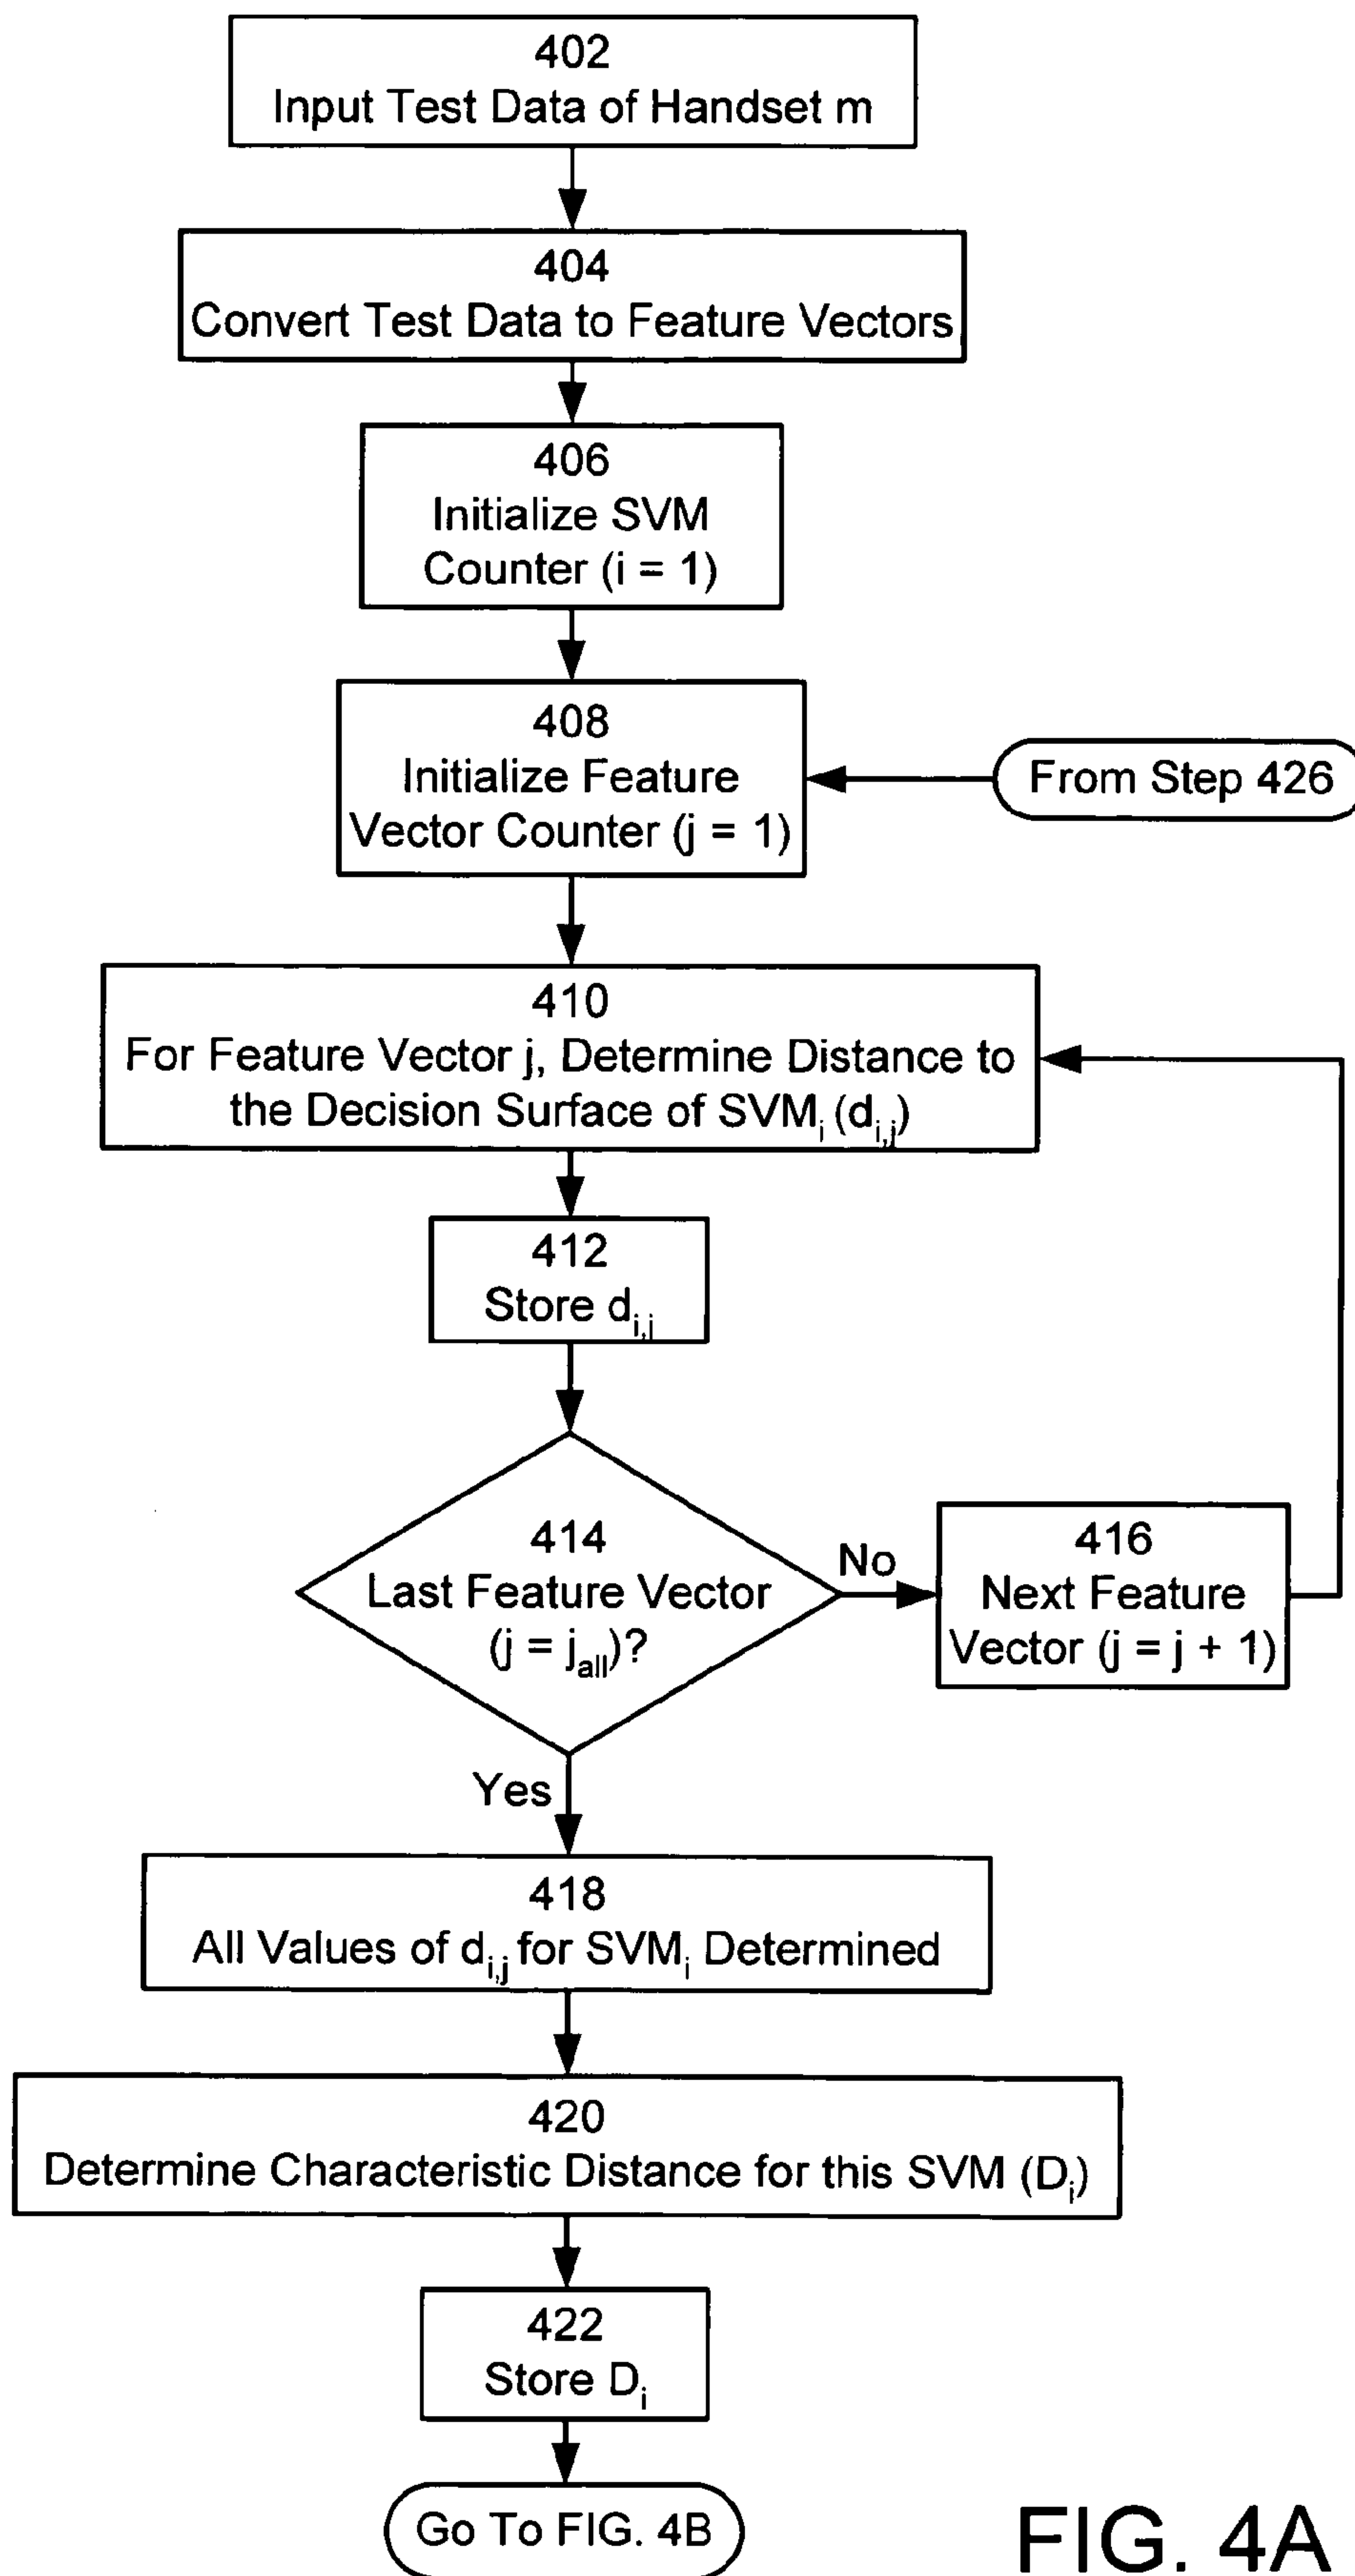 402
Input Test Data of Handset m
404
Convert Test Data to Feature Vectors
406
Initialize SVM
Counter (i = 1)
408
Initialize Feature
Vector Counter (j = 1)
From Step 426
410
For Feature Vector j, Determine Distance to
the Decision Surface of SVMᵢ (dᵢ,ⱼ)
412
Store dᵢ,ⱼ
414
Last Feature Vector
(j = jₐₗₗ)?
No
416
Next Feature
Vector (j = j + 1)
Yes
418
All Values of dᵢ,ⱼ for SVMᵢ Determined
420
Determine Characteristic Distance for this SVM (Dᵢ)
422
Store Dᵢ
Go To FIG. 4B
FIG. 4A